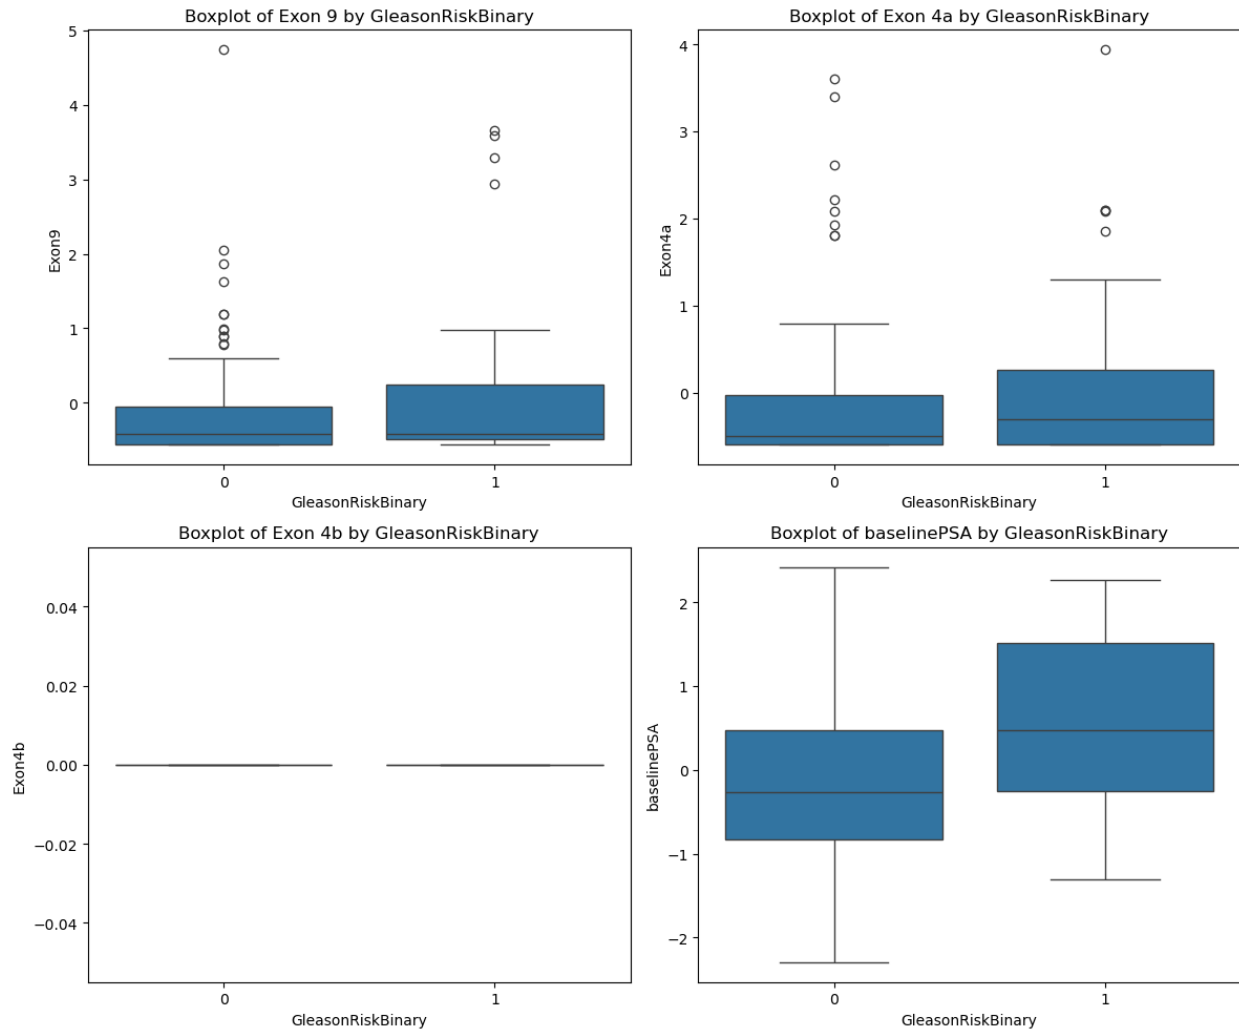 Boxplot of Exon 9 by GleasonRiskBinary
5
4
3
2
1
0
Exon9
0
1
GleasonRiskBinary
Boxplot of Exon 4a by GleasonRiskBinary
4
3
2
1
0
Exon4a
0
1
GleasonRiskBinary
Boxplot of Exon 4b by GleasonRiskBinary
0.04
0.02
0.00
−0.02
−0.04
Exon4b
0
1
GleasonRiskBinary
Boxplot of baselinePSA by GleasonRiskBinary
2
1
0
−1
−2
baselinePSA
0
1
GleasonRiskBinary